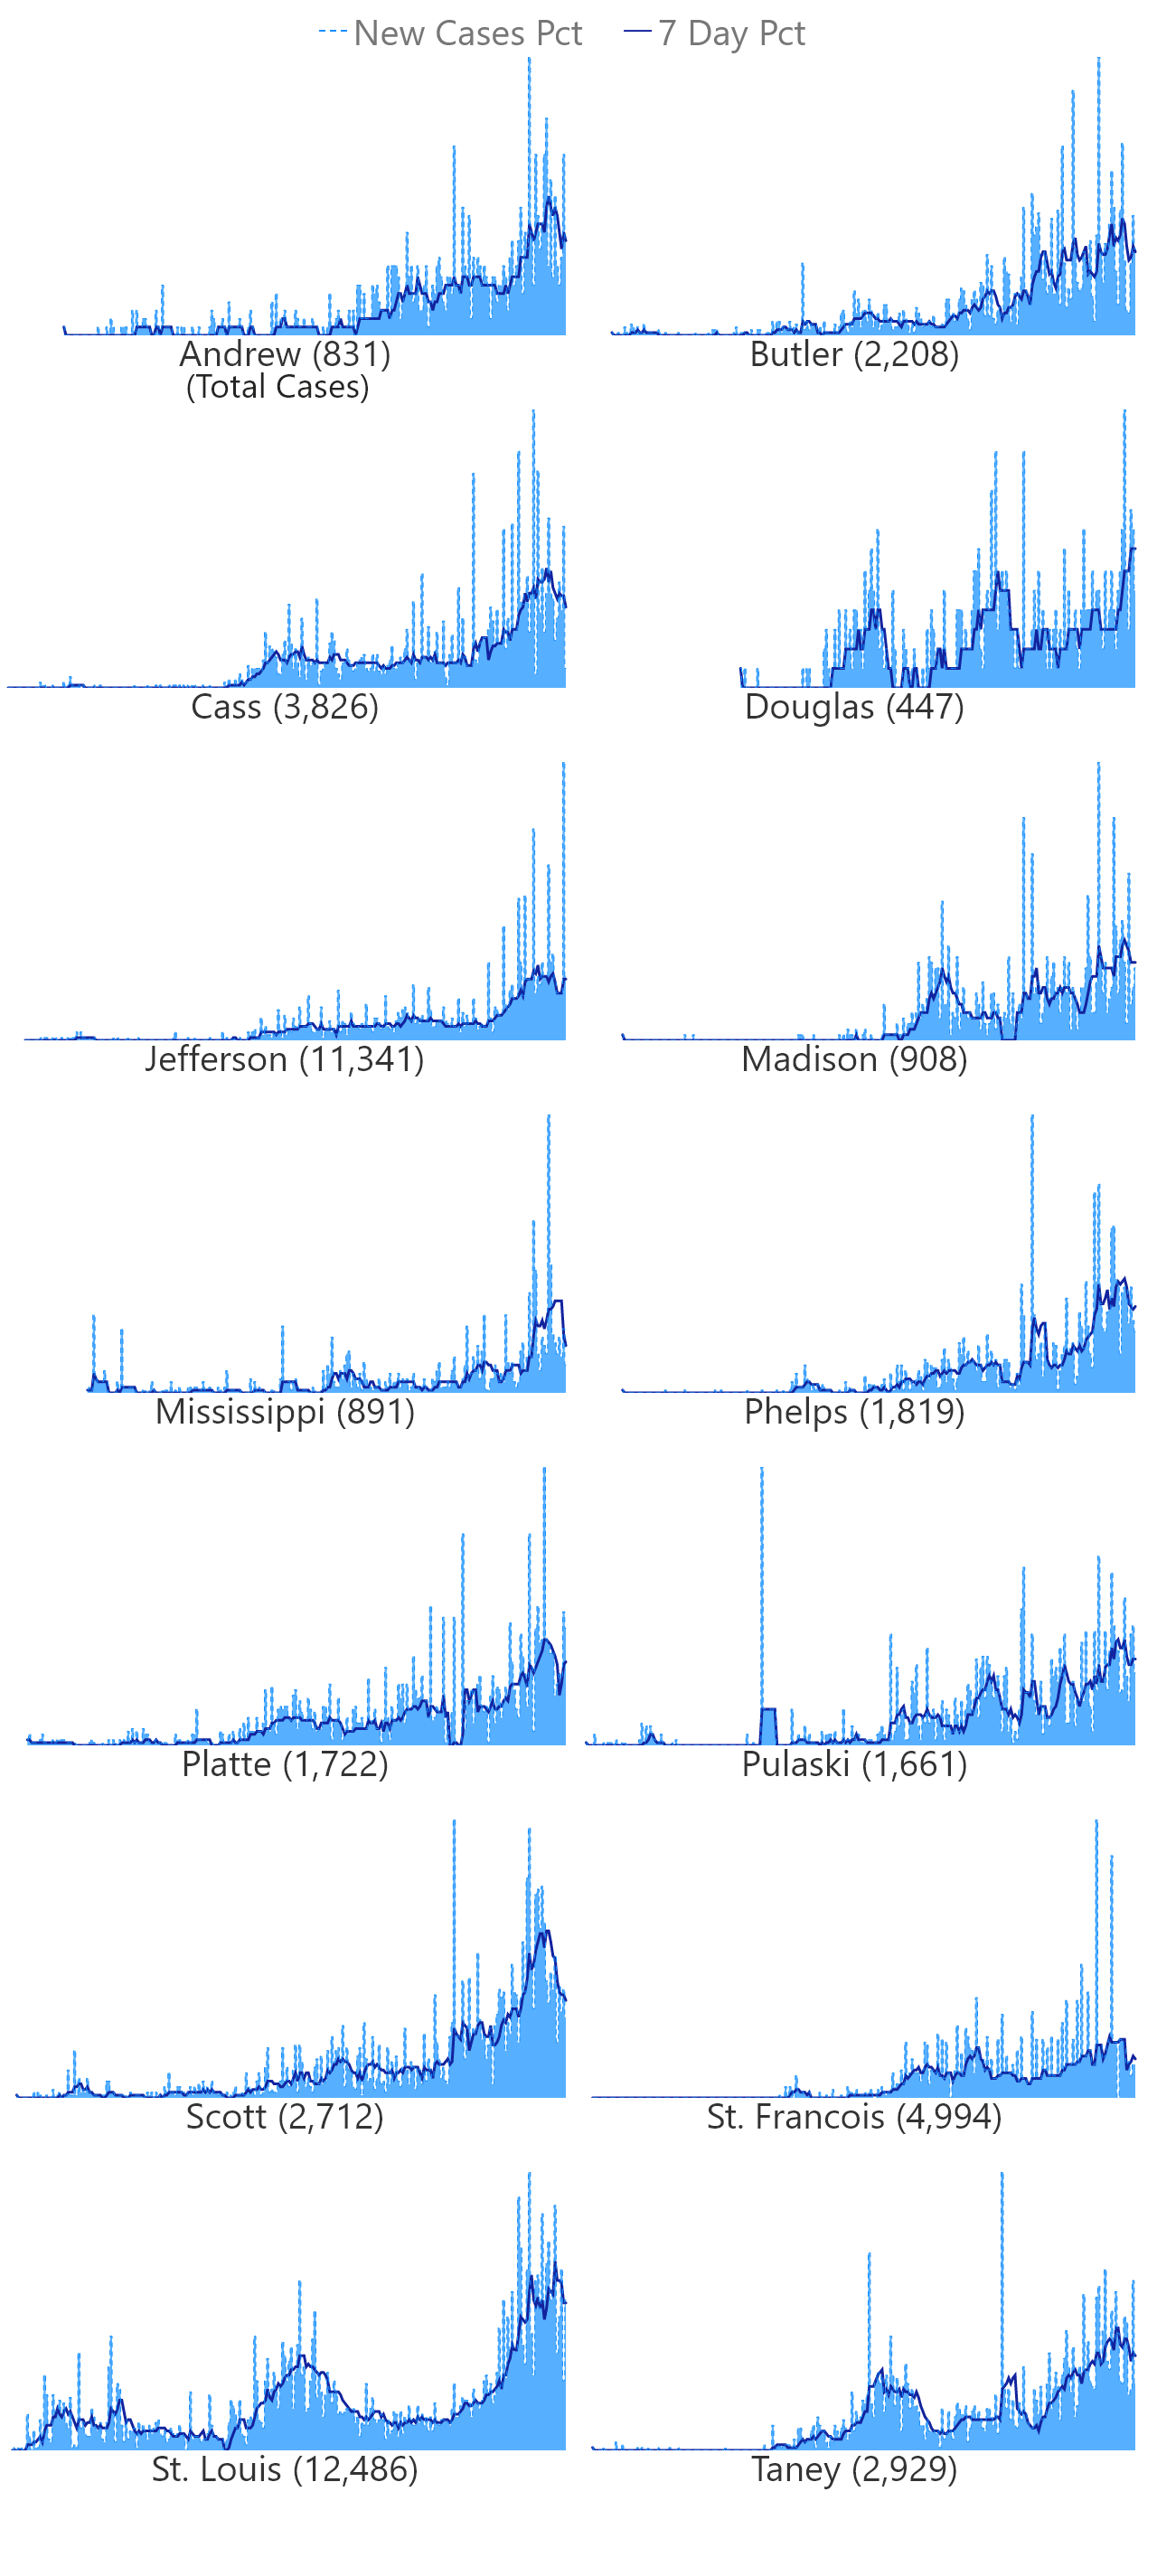 New Cases Pct 7 Day Pct
Andrew (831) Butler (2,208)
(Total Cases)
Cass (3,826) Douglas (447)
Jefferson (11,341) Madison (908)
Mississippi (891) Phelps (1,819)
Platte (1,722) Pulaski (1,661)
Scott (2,712) St. Francois (4,994)
St. Louis (12,486) Taney (2,929)